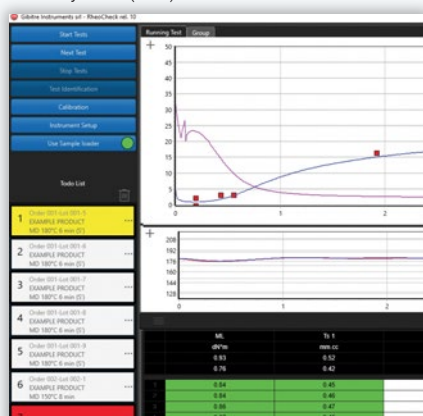 Gibitre Instruments srl - RheoCheck rel. 10
Start Tests
Next Test
Stop Tests
Test Identification
Calibration
Instrument Setup
Use Sample loader
Todo List
1 Order 001-Lot 001-5 ...
EXAMPLE PRODUCT
MD 180°C 6 min (S')
2 Order 001-Lot 001-6 ...
EXAMPLE PRODUCT
MD 180°C 6 min (S')
3 Order 001-Lot 001-7 ...
EXAMPLE PRODUCT
MD 180°C 6 min (S')
4 Order 001-Lot 001-8 ...
EXAMPLE PRODUCT
MD 180°C 6 min (S')
5 Order 001-Lot 001-9 ...
EXAMPLE PRODUCT
MD 180°C 6 min (S')
6 Order 002-Lot 002-1 ...
EXAMPLE PRODUCT
MD 150°C 6 min
Running Test Group
50
45
40
35
30
25
20
15
10
5
0
0 1 2
208
192
176
160
144
128
0 1 2
ML Ts 1
dN*m mm.cc
0.93 0.52
0.76 0.42
0.84 0.45
0.84 0.46
0.86 0.47